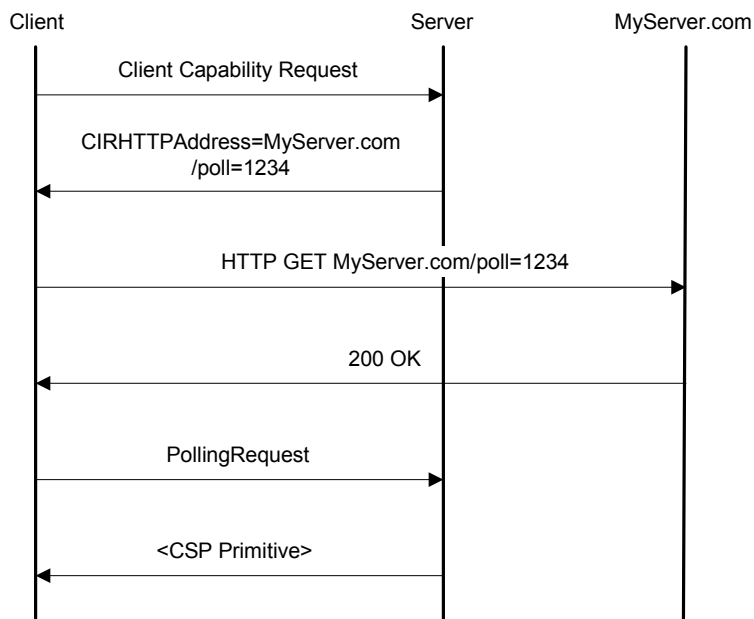 Client Server MyServer.com
Client Capability Request
CIRHTTPAddress=MyServer.com
/poll=1234
HTTP GET MyServer.com/poll=1234
200 OK
PollingRequest
<CSP Primitive>